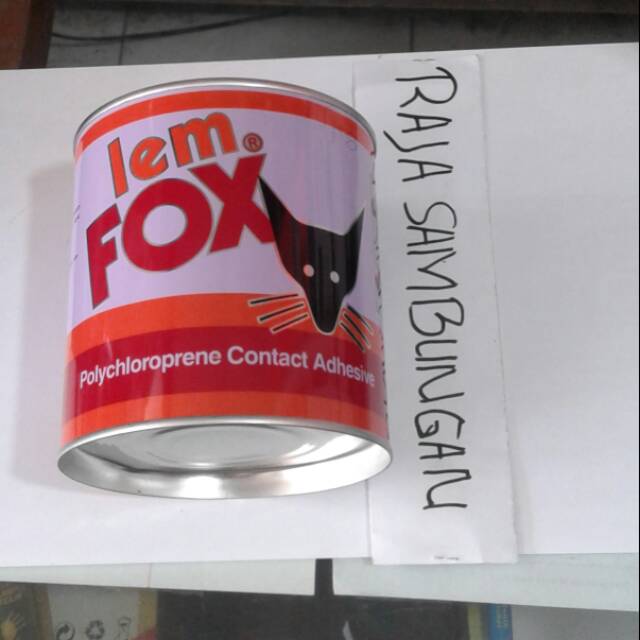 lem®
FOX
Polychloroprene Contact Adhesive
RAJA SAMBUNGAN